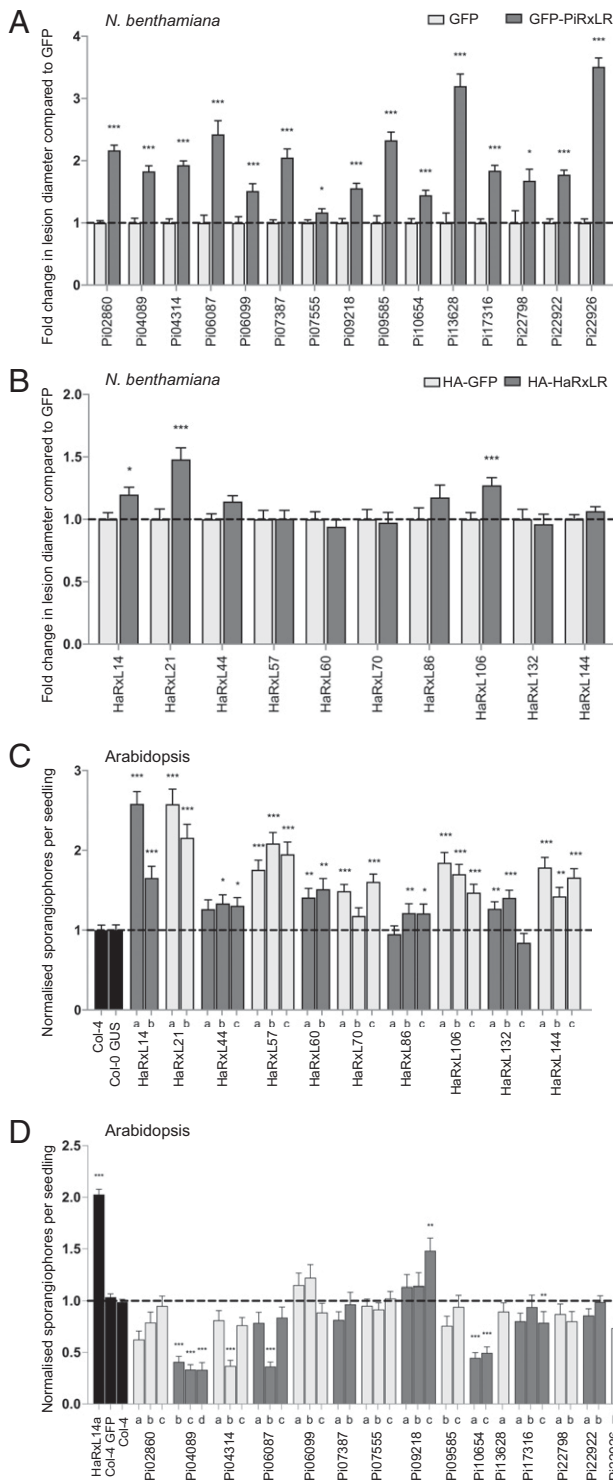 A
N. benthamiana
GFP GFP-PiRxLR
Fold change in lesion diameter compared to GFP
4
3
2
1
0
*** *** *** *** *** *** * *** *** *** *** *** * *** ***
Pi02860 Pi04089 Pi04314 Pi06087 Pi06099 Pi07387 Pi07555 Pi09218 Pi09585 Pi10654 Pi13628 Pi17316 Pi22798 Pi22922 Pi22926
B
N. benthamiana
HA-GFP HA-HaRxLR
Fold change in lesion diameter compared to GFP
2.0
1.5
1.0
0.5
0.0
* *** ***
HaRxL14 HaRxL21 HaRxL44 HaRxL57 HaRxL60 HaRxL70 HaRxL86 HaRxL106 HaRxL132 HaRxL144
C
Arabidopsis
Normalised sporangiophores per seedling
3
2
1
0
*** *** *** *** * * *** *** *** ** ** *** *** ** * *** *** *** ** *** *** ** ***
a b a b a b c a b c a b a b c a b c a b c a b c a b c
Col-4 Col-0 GUS HaRxL14 HaRxL21 HaRxL44 HaRxL57 HaRxL60 HaRxL70 HaRxL86 HaRxL106 HaRxL132 HaRxL144
D
Arabidopsis
Normalised sporangiophores per seedling
2.5
2.0
1.5
1.0
0.5
0.0
*** *** *** *** *** *** ** *** *** **
a b c b c d a b c a b c a b c a b a b c a b c a b a c a a b c a b a b
HaRxL14a Col-4 GFP Col-4 Pi02860 Pi04089 Pi04314 Pi06087 Pi06099 Pi07387 Pi07555 Pi09218 Pi09585 Pi10654 Pi13628 Pi17316 Pi22798 Pi22922